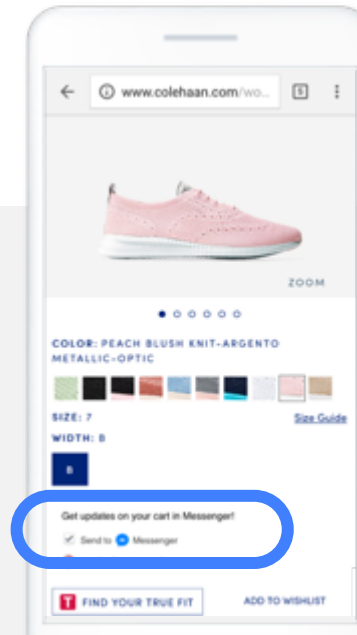 www.colehaan.com/wo...
5
ZOOM
COLOR: PEACH BLUSH KNIT-ARGENTO
METALLIC-OPTIC
SIZE: 7
Size Guide
WIDTH: B
B
Get updates on your cart in Messenger!
Send to Messenger
T FIND YOUR TRUE FIT
ADD TO WISHLIST